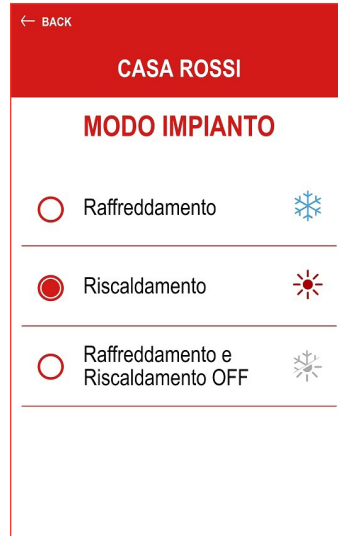 ← BACK
CASA ROSSI
MODO IMPIANTO
Raffreddamento
Riscaldamento
Raffreddamento e
Riscaldamento OFF